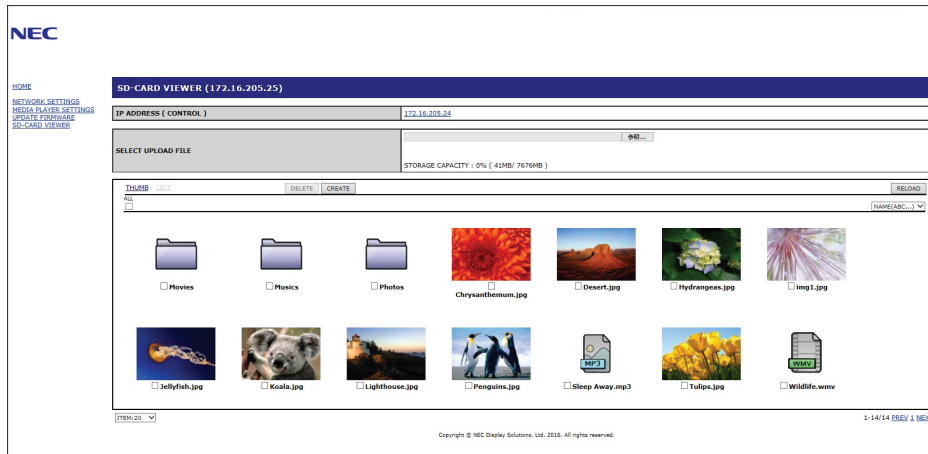 NEC
HOME
NETWORK SETTINGS
MEDIA PLAYER SETTINGS
UPDATE FIRMWARE
SD-CARD VIEWER
SD-CARD VIEWER (172.16.205.25)
IP ADDRESS ( CONTROL )
172.16.205.24
SELECT UPLOAD FILE
参照...
STORAGE CAPACITY : 0% ( 41MB/ 7676MB )
THUMB LIST DELETE CREATE RELOAD
ALL
NAME(ABC...)
Movies Musics Photos Chrysanthemum.jpg Desert.jpg Hydrangeas.jpg img1.jpg
MP3
WMV
Jellyfish.jpg Koala.jpg Lighthouse.jpg Penguins.jpg Sleep Away.mp3 Tulips.jpg Wildlife.wmv
ITEM:20
1-14/14 PREV 1 NEX
Copyright © NEC Display Solutions, Ltd. 2016. All rights reserved.